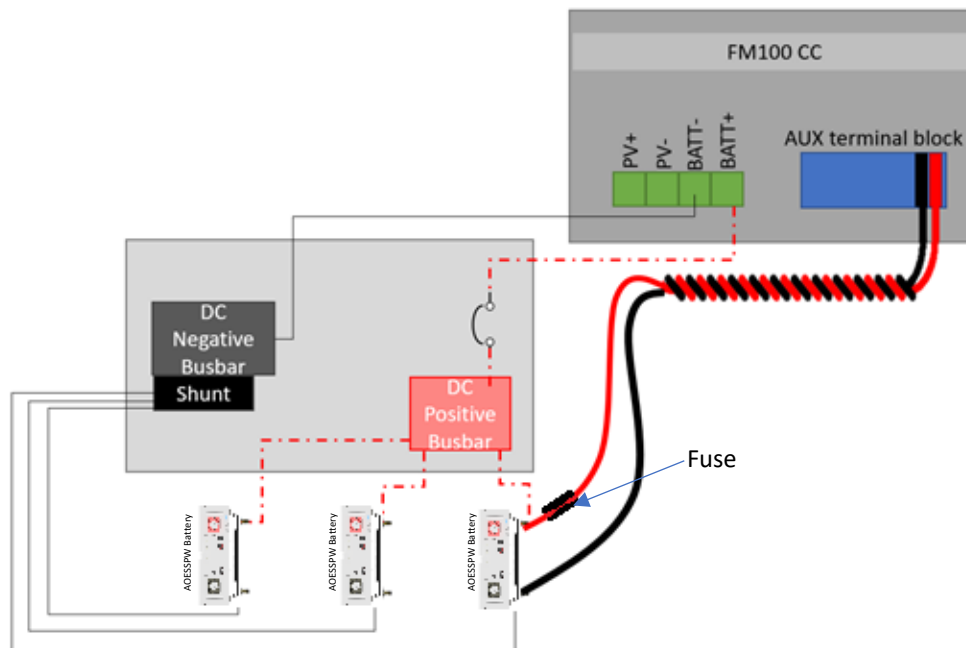 FM100 CC
PV+
PV-
BATT-
BATT+
AUX terminal block
DC
Negative
Busbar
Shunt
DC
Positive
Busbar
Fuse
AOESSPW Battery
AOESSPW Battery
AOESSPW Battery